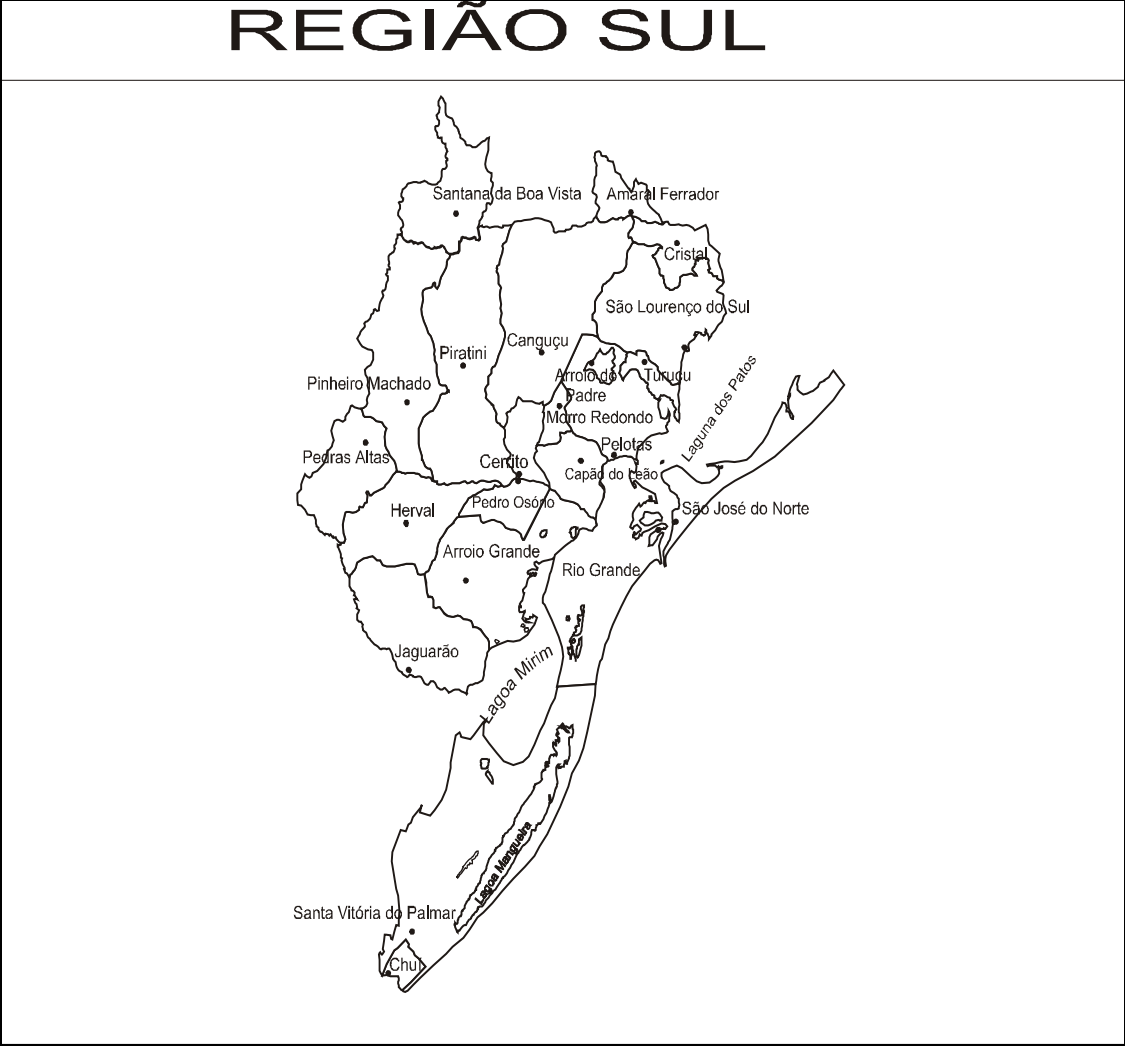 REGIÃO SUL
Santana da Boa Vista
Amaral Ferrador
Cristal
São Lourenço do Sul
Canguçu
Piratini
Arroio do
Padre
Turuçu
Pinheiro Machado
Laguna dos Patos
Morro Redondo
Pelotas
Pedras Altas
Cerrito
Capão do Leão
Pedro Osório
Herval
São José do Norte
Arroio Grande
Rio Grande
Jaguarão
Lagoa Mirim
Lagoa Mangueira
Santa Vitória do Palmar
Chuí